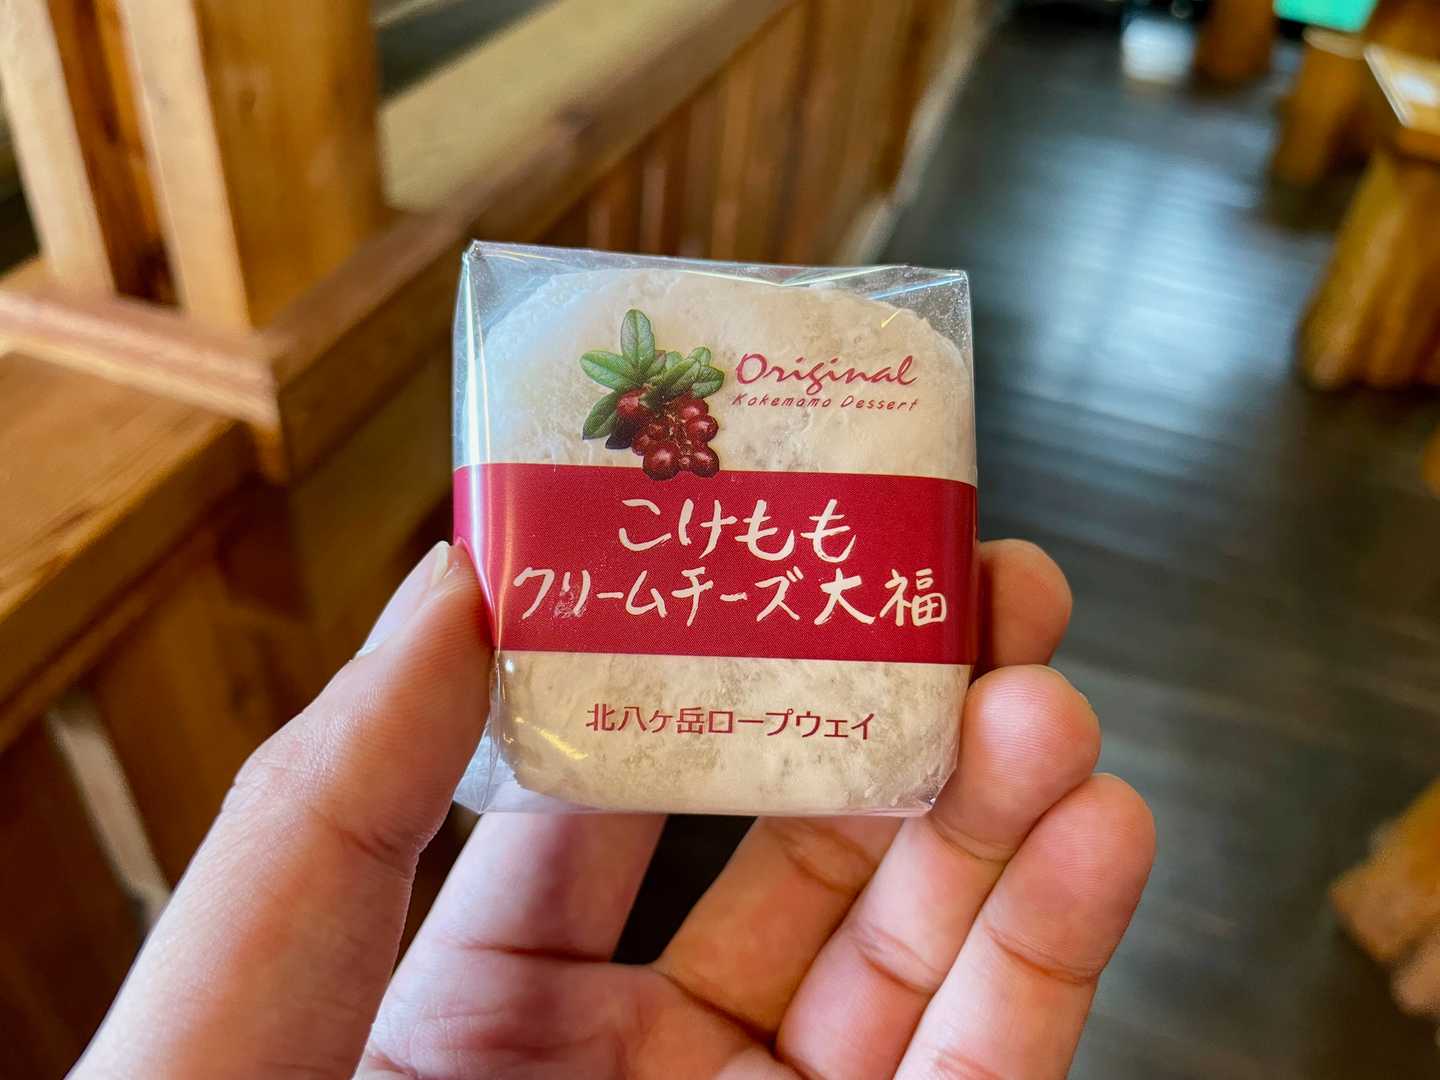 Original
Kokemomo Dessert
こけもも
クリームチーズ大福
北八ヶ岳ロープウェイ